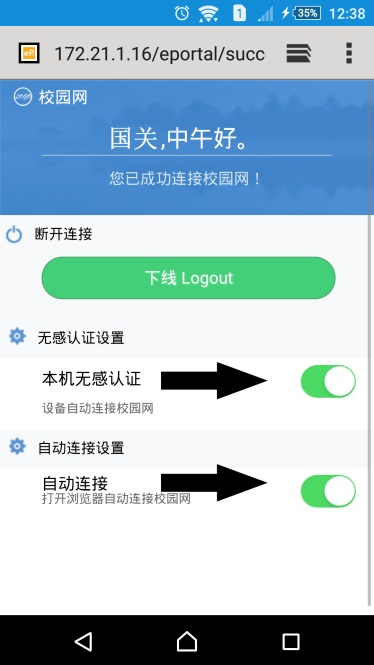 1
35%
12:38
172.21.1.16/eportal/succ
校园网
国关,中午好。
您已成功连接校园网！
断开连接
下线 Logout
无感认证设置
本机无感认证
设备自动连接校园网
自动连接设置
自动连接
打开浏览器自动连接校园网